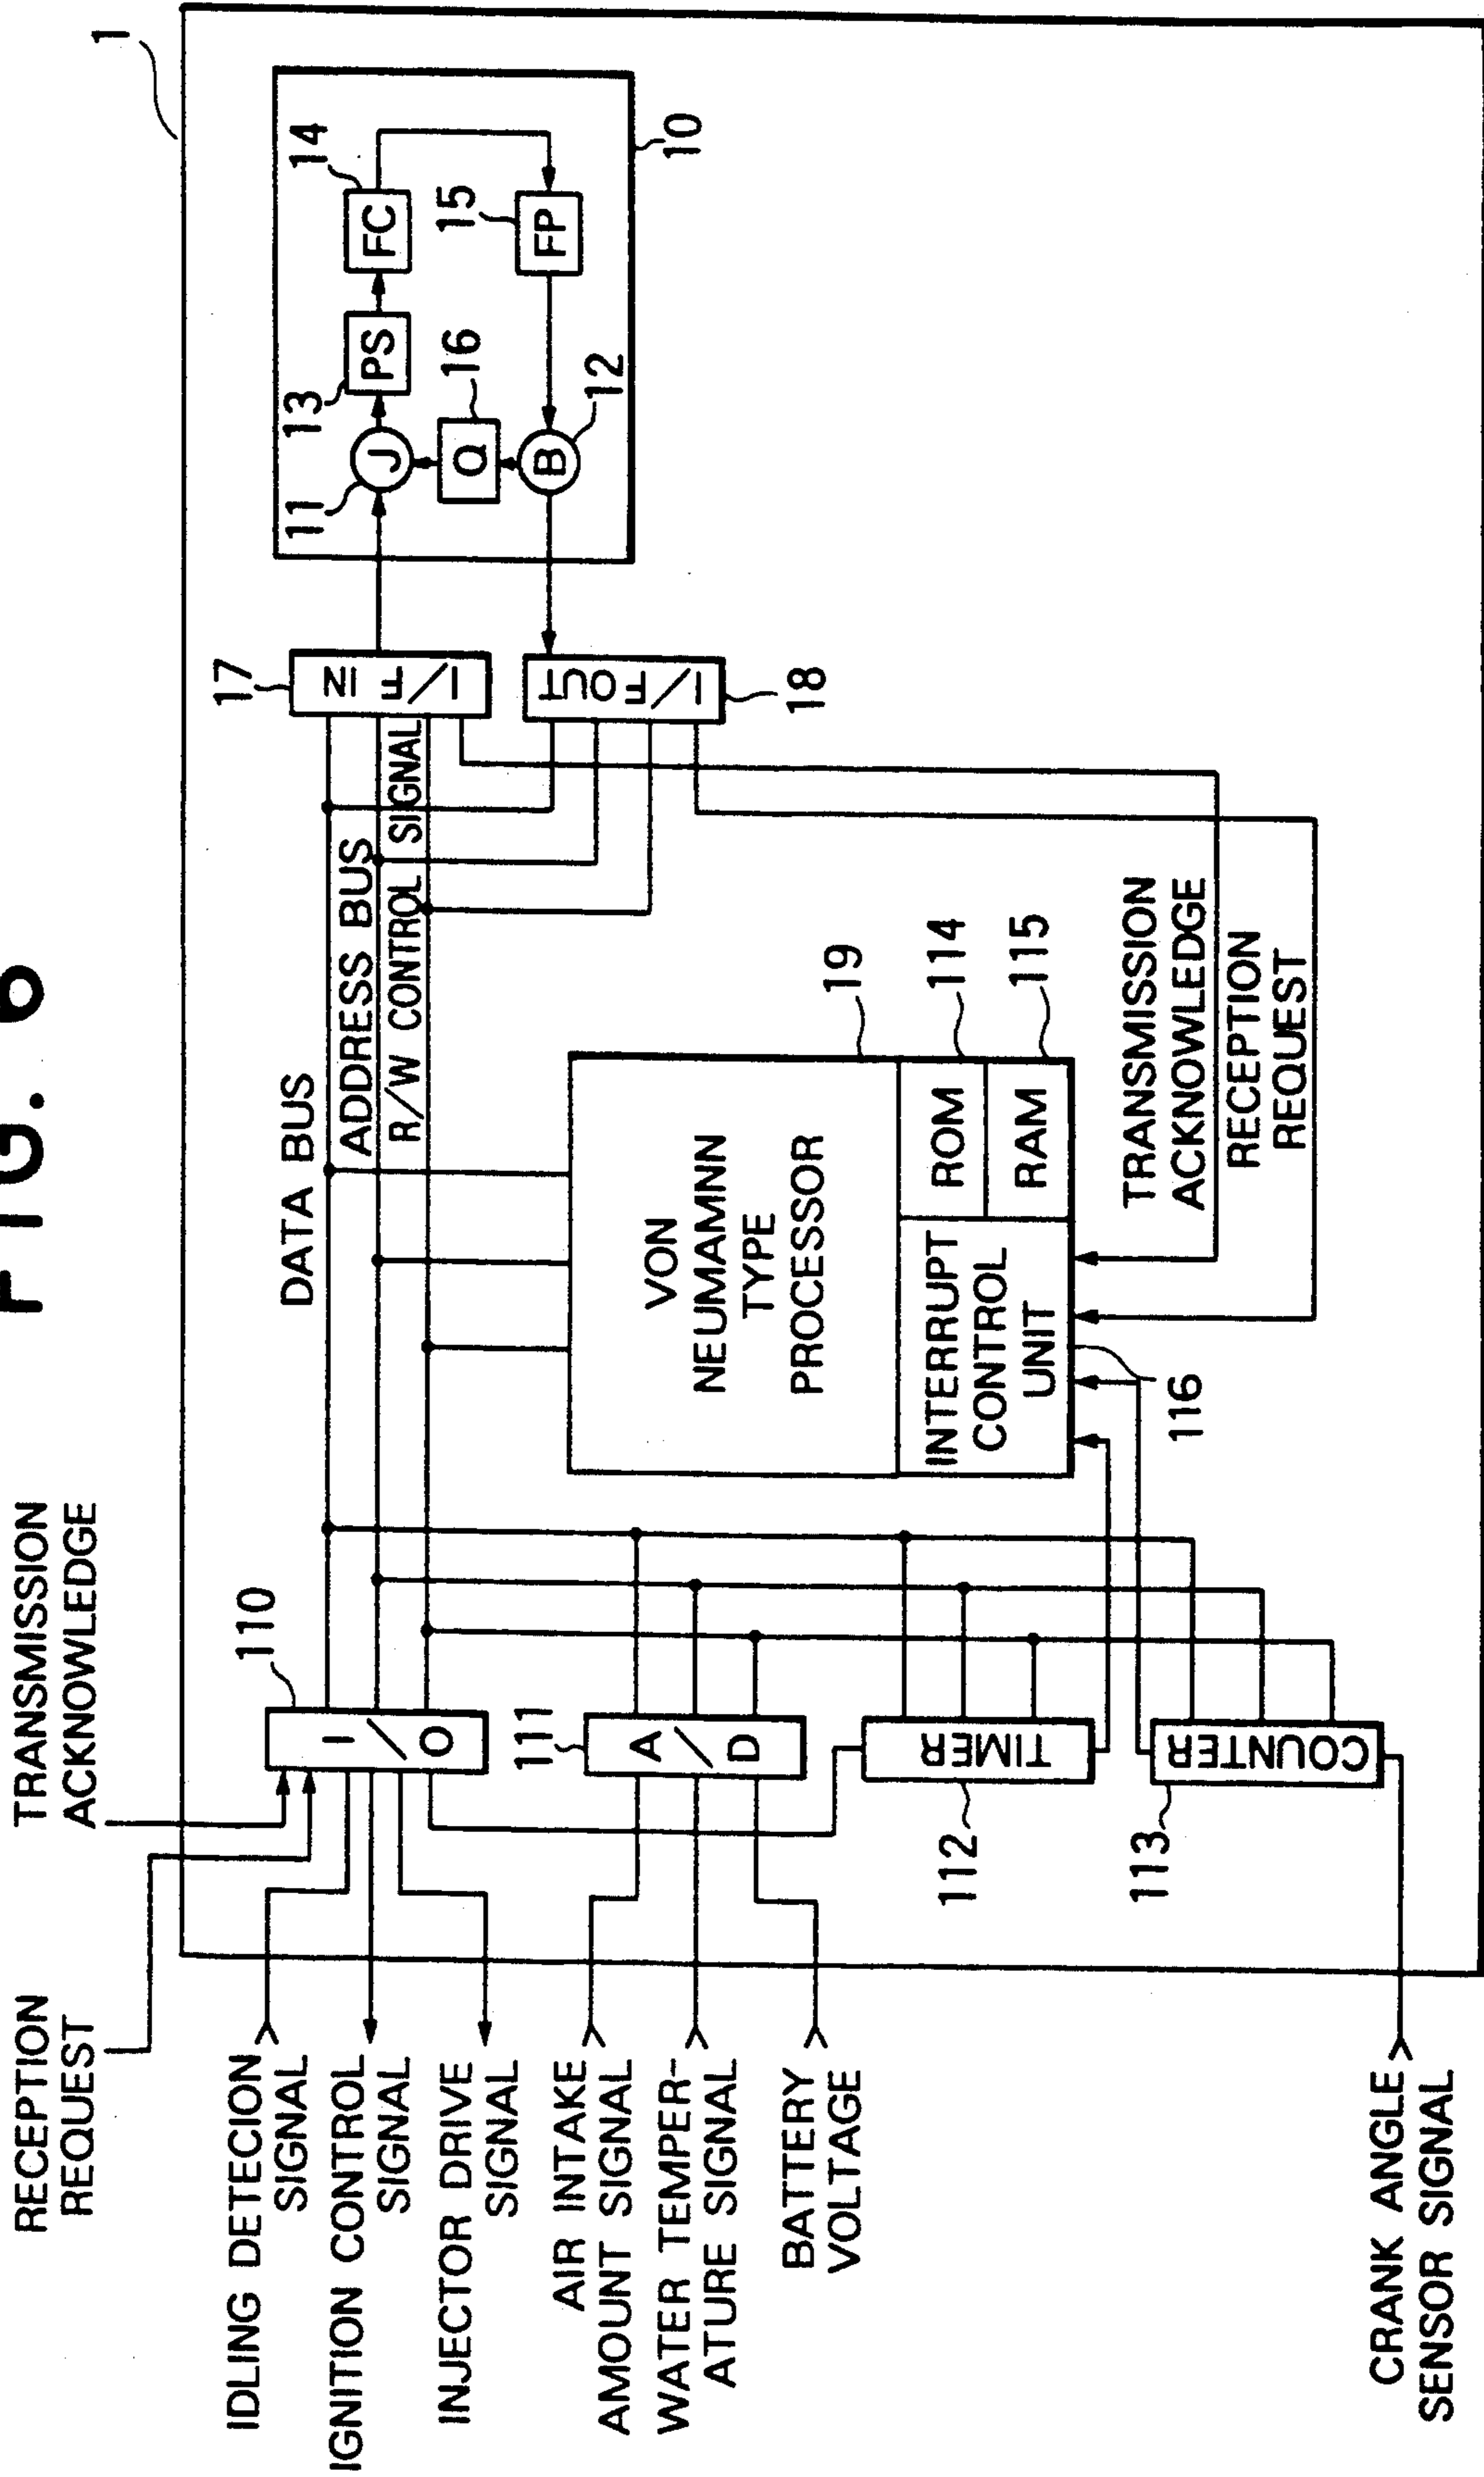 FIG. 6
1
TRANSMISSION
ACKNOWLEDGE
RECEPTION
REQUEST
IDLING DETECION
SIGNAL
IGNITION CONTROL
SIGNAL
INJECTOR DRIVE
SIGNAL
AIR INTAKE
AMOUNT SIGNAL
WATER TEMPER-
ATURE SIGNAL
BATTERY
VOLTAGE
CRANK ANGLE
SENSOR SIGNAL
110
I/O
111
A/D
112
TIMER
113
COUNTER
DATA BUS
ADDRESS BUS
R/W CONTROL SIGNAL
VON
NEUMAMNN
TYPE
PROCESSOR
19
INTERRUPT
CONTROL
UNIT
116
ROM
114
RAM
115
TRANSMISSION
ACKNOWLEDGE
RECEPTION
REQUEST
17
I/F IN
18
I/F OUT
10
11
J
13
PS
14
FC
15
FP
16
Q
12
B